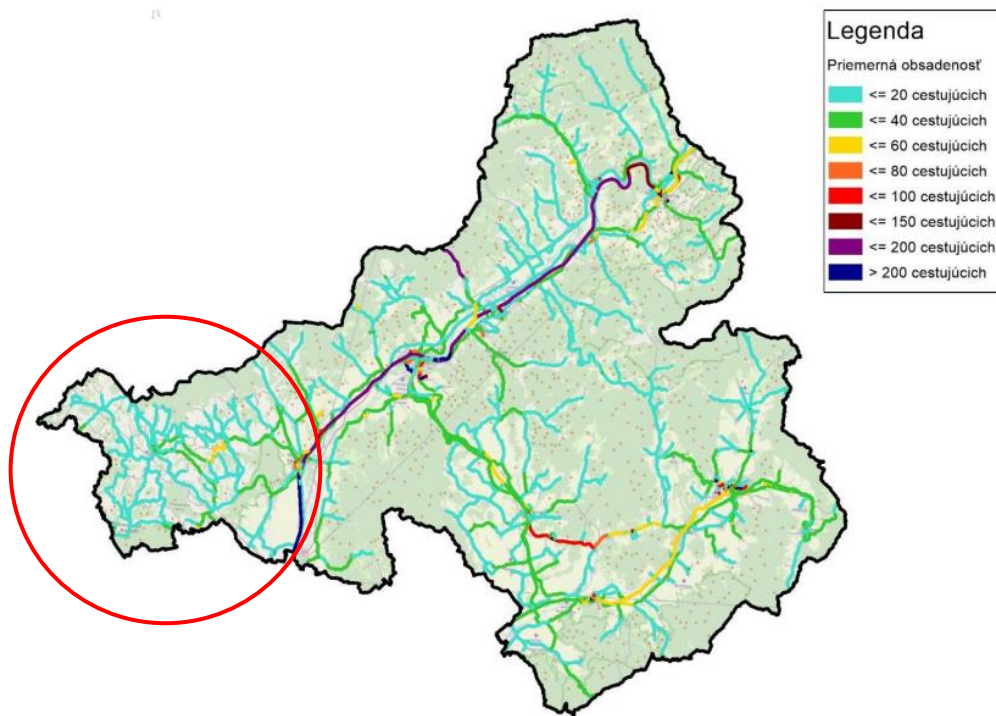 Legenda
Priemerná obsadenosť
<= 20 cestujúcich
<= 40 cestujúcich
<= 60 cestujúcich
<= 80 cestujúcich
<= 100 cestujúcich
<= 150 cestujúcich
<= 200 cestujúcich
> 200 cestujúcich